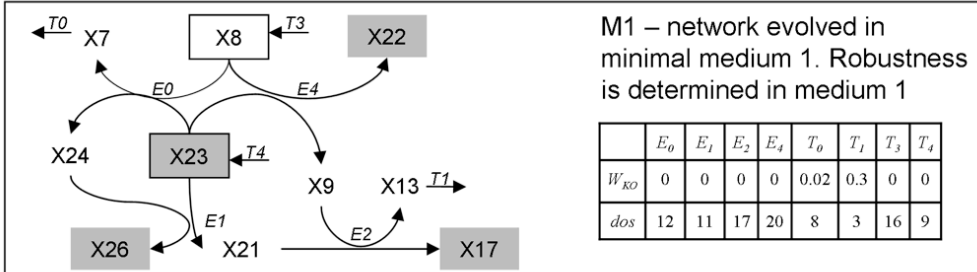 T0
X7
X8
T3
X22
E0
E4
X24
X23
T4
X9
X13
T1
E1
E2
X26
X21
X17
M1 – network evolved in
minimal medium 1. Robustness
is determined in medium 1
E0 E1 E2 E4 T0 T1 T3 T4
WKO 0 0 0 0 0.02 0.3 0 0
dos 12 11 17 20 8 3 16 9